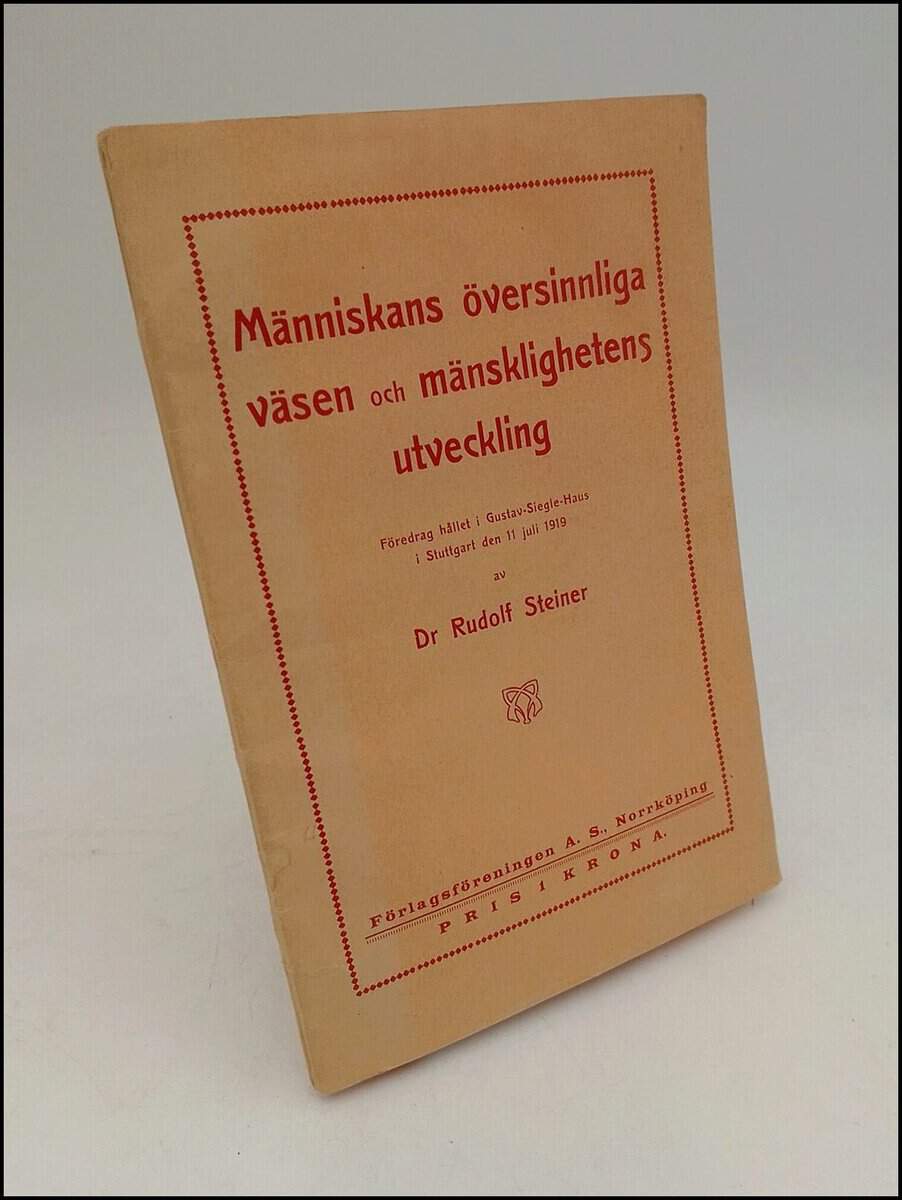 Människans översinnliga
väsen och mänsklighetens
utveckling
Föredrag hållet i Gustav-Siegle-Haus
i Stuttgart den 11 juli 1919
av
Dr Rudolf Steiner
Förlagsföreningen A. S., Norrköping
PRIS 1 KRONA.